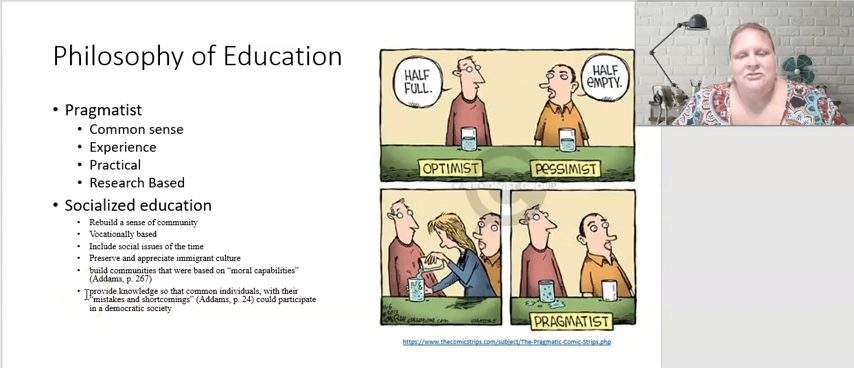 Philosophy of Education
• Pragmatist
• Common sense
• Experience
• Practical
• Research Based
• Socialized education
• Rebuild a sense of community
• Vocationally based
• Include social issues of the time
• Preserve and appreciate immigrant culture
• build communities that were based on “moral capabilities”
(Addams, p. 267)
• provide knowledge so that common individuals, with their
“mistakes and shortcomings” (Addams, p. 24) could participate
in a democratic society
HALF
FULL.
HALF
EMPTY.
OPTIMIST
PESSIMIST
PRAGMATIST
https://www.thecomicstrips.com/subject/The-Pragmatic-Comic-Strips.php